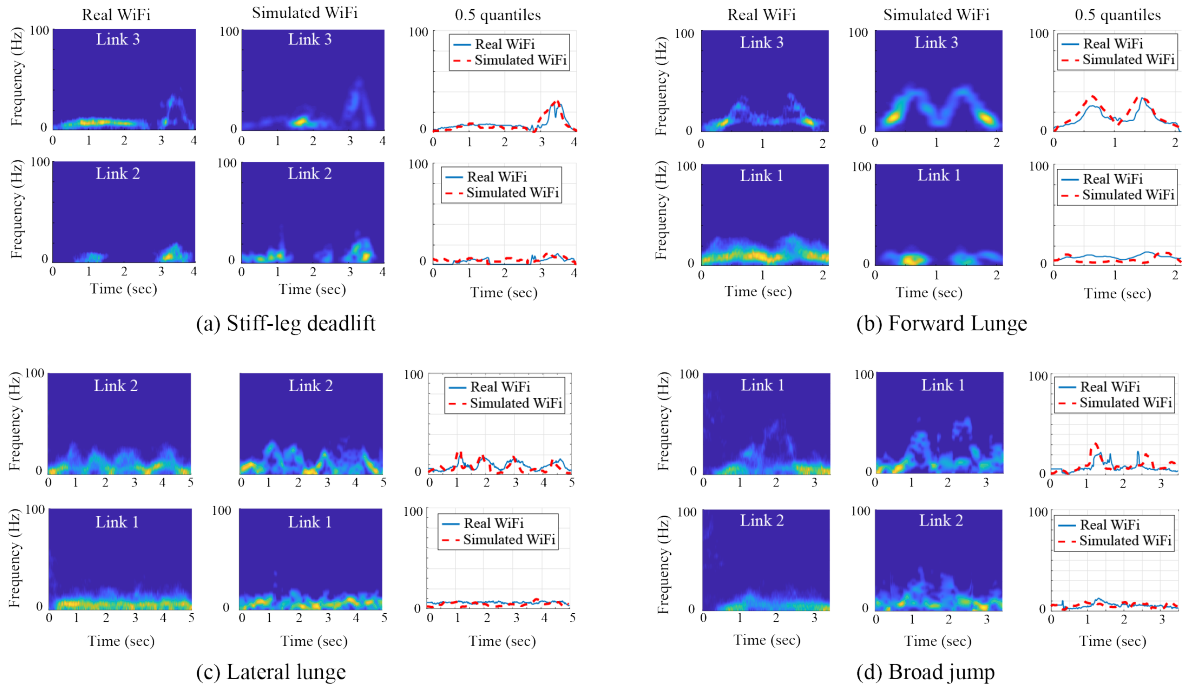 Real WiFi Simulated WiFi 0.5 quantiles
Frequency (Hz)
100
0
Link 3
0 1 2 3 4
Link 3
0 1 2 3 4
100
0
Real WiFi
Simulated WiFi
0 1 2 3 4
Frequency (Hz)
100
0
Link 2
0 1 2 3 4
Link 2
0 1 2 3 4
100
0
Real WiFi
Simulated WiFi
0 1 2 3 4
Time (sec) Time (sec) Time (sec)
(a) Stiff-leg deadlift
Real WiFi Simulated WiFi 0.5 quantiles
Frequency (Hz)
100
0
Link 3
0 1 2
Link 3
0 1 2
100
0
Real WiFi
Simulated WiFi
0 1 2
Frequency (Hz)
100
0
Link 1
0 1 2
Link 1
0 1 2
100
0
Real WiFi
Simulated WiFi
0 1 2
Time (sec) Time (sec) Time (sec)
(b) Forward Lunge
Frequency (Hz)
100
0
Link 2
0 1 2 3 4 5
Link 2
0 1 2 3 4 5
100
0
Real WiFi
Simulated WiFi
0 1 2 3 4 5
Frequency (Hz)
100
0
Link 1
0 1 2 3 4 5
100
0
Link 1
0 1 2 3 4 5
100
0
Real WiFi
Simulated WiFi
0 1 2 3 4 5
Time (sec) Time (sec) Time (sec)
(c) Lateral lunge
Frequency (Hz)
100
0
Link 1
0 1 2 3
Link 1
0 1 2 3
100
0
Real WiFi
Simulated WiFi
0 1 2 3
Frequency (Hz)
100
0
Link 2
0 1 2 3
Link 2
0 1 2 3
100
0
Real WiFi
Simulated WiFi
0 1 2 3
Time (sec) Time (sec) Time (sec)
(d) Broad jump